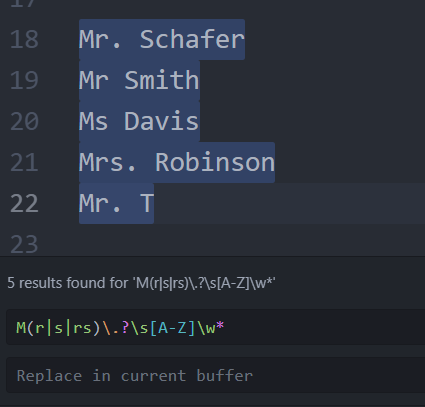 17
18 Mr. Schafer
19 Mr Smith
20 Ms Davis
21 Mrs. Robinson
22 Mr. T
23
5 results found for 'M(r|s|rs)\.?\s[A-Z]\w*'
M(r|s|rs)\.?\s[A-Z]\w*
Replace in current buffer